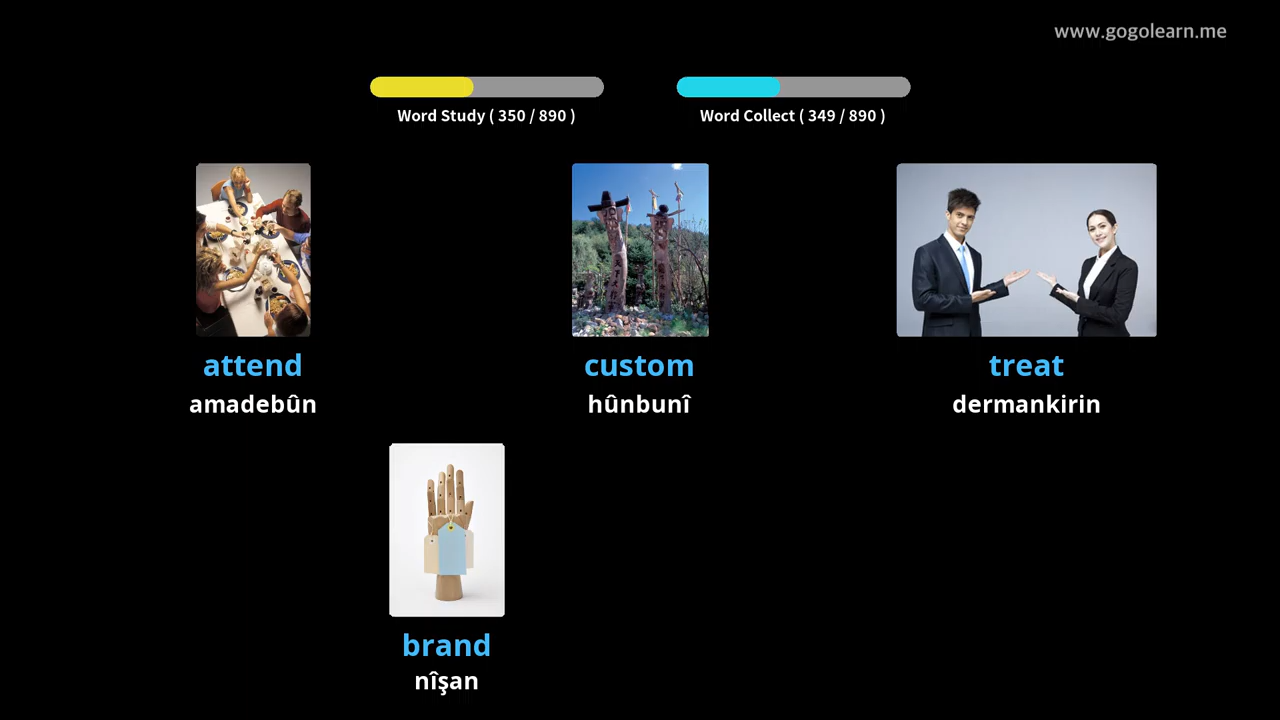 www.gogolearn.me
Word Study ( 350 / 890 )
Word Collect ( 349 / 890 )
attend
amadebûn
custom
hûnbunî
treat
dermankirin
brand
nîşan